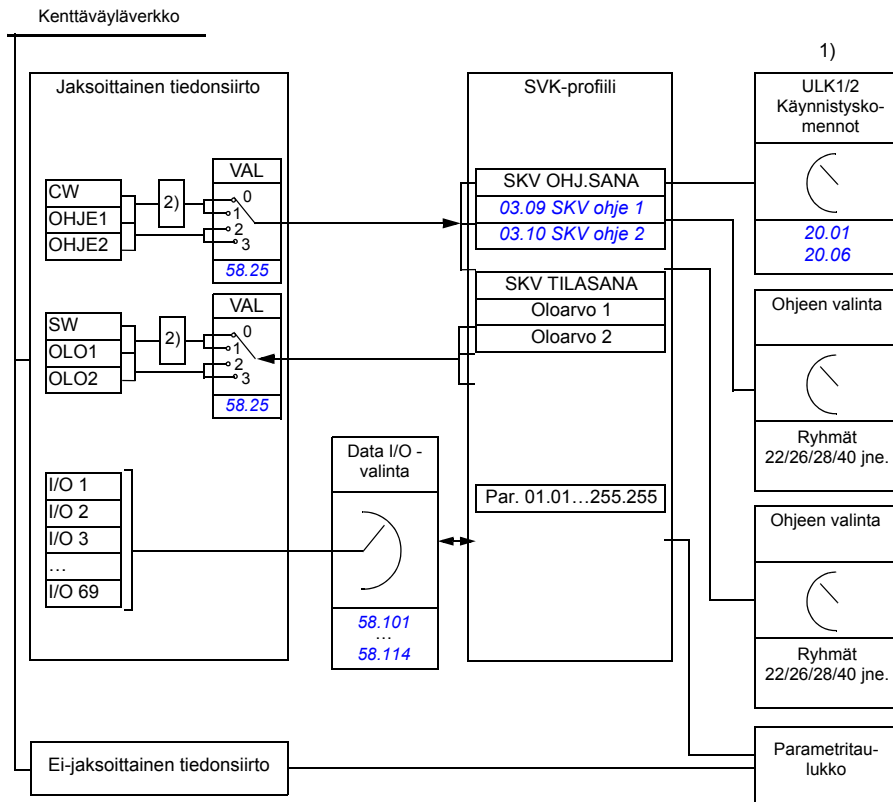 Kenttäväyläverkko
1)
Jaksoittainen tiedonsiirto
SVK-profiili
ULK1/2
Käynnistysko-
mennot
VAL
CW
OHJE1
OHJE2
2)
0
1
2
3
58.25
SKV OHJ.SANA
03.09 SKV ohje 1
03.10 SKV ohje 2
20.01
20.06
VAL
SW
OLO1
OLO2
2)
0
1
2
3
58.25
SKV TILASANA
Oloarvo 1
Oloarvo 2
Ohjeen valinta
Ryhmät
22/26/28/40 jne.
Data I/O -
valinta
I/O 1
I/O 2
I/O 3
...
I/O 69
58.101
...
58.114
Par. 01.01...255.255
Ohjeen valinta
Ryhmät
22/26/28/40 jne.
Ei-jaksoittainen tiedonsiirto
Parametritau-
lukko